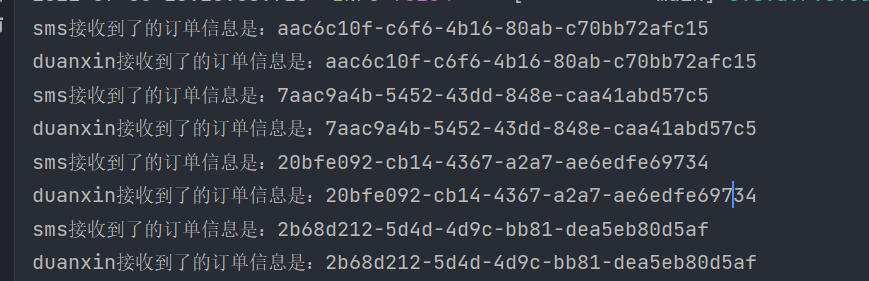 sms接收到了的订单信息是：aac6c10f-c6f6-4b16-80ab-c70bb72afc15
duanxin接收到了的订单信息是：aac6c10f-c6f6-4b16-80ab-c70bb72afc15
sms接收到了的订单信息是：7aac9a4b-5452-43dd-848e-caa41abd57c5
duanxin接收到了的订单信息是：7aac9a4b-5452-43dd-848e-caa41abd57c5
sms接收到了的订单信息是：20bfe092-cb14-4367-a2a7-ae6edfe69734
duanxin接收到了的订单信息是：20bfe092-cb14-4367-a2a7-ae6edfe69734
sms接收到了的订单信息是：2b68d212-5d4d-4d9c-bb81-dea5eb80d5af
duanxin接收到了的订单信息是：2b68d212-5d4d-4d9c-bb81-dea5eb80d5af